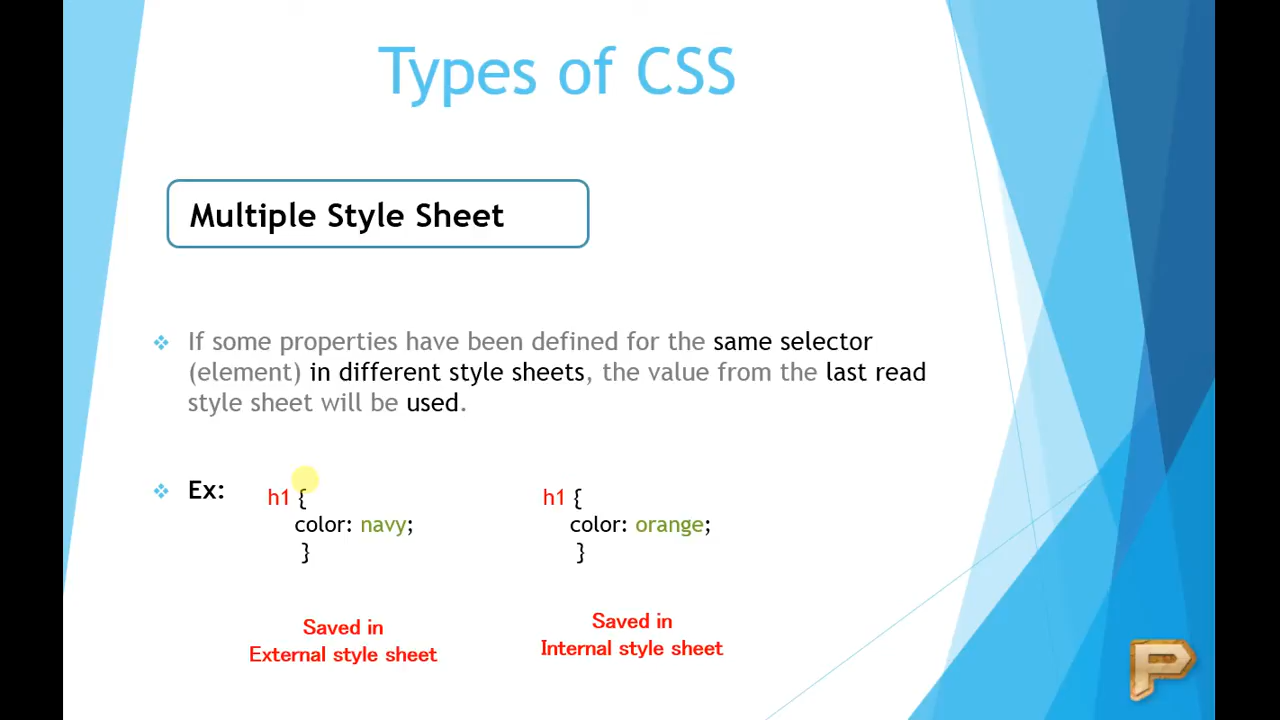 Types of CSS
Multiple Style Sheet
If some properties have been defined for the same selector
(element) in different style sheets, the value from the last read
style sheet will be used.
Ex:
h1 {
color: navy;
}
h1 {
color: orange;
}
Saved in
External style sheet
Saved in
Internal style sheet
P